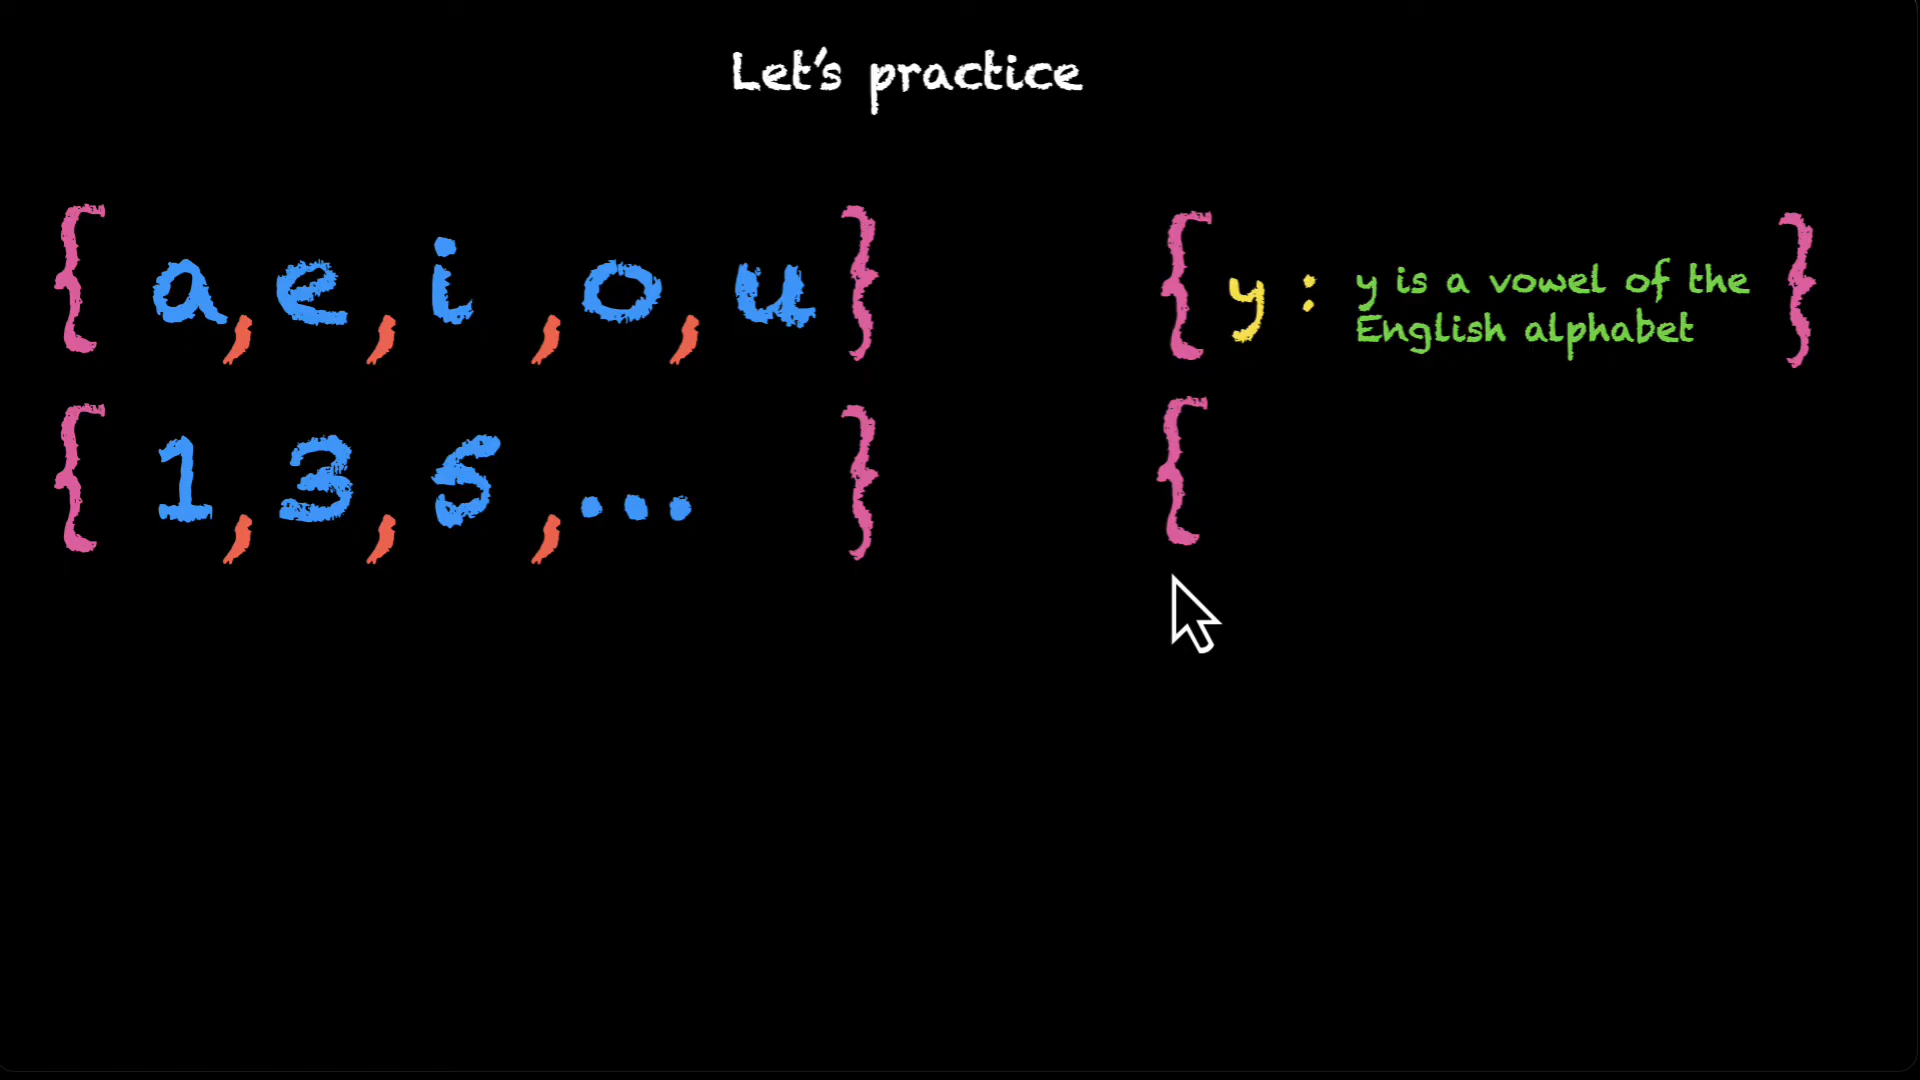 Let's practice
{ a, e, i, o, u }
{ y : y is a vowel of the
English alphabet }
{ 1, 3, 5, ... }
{